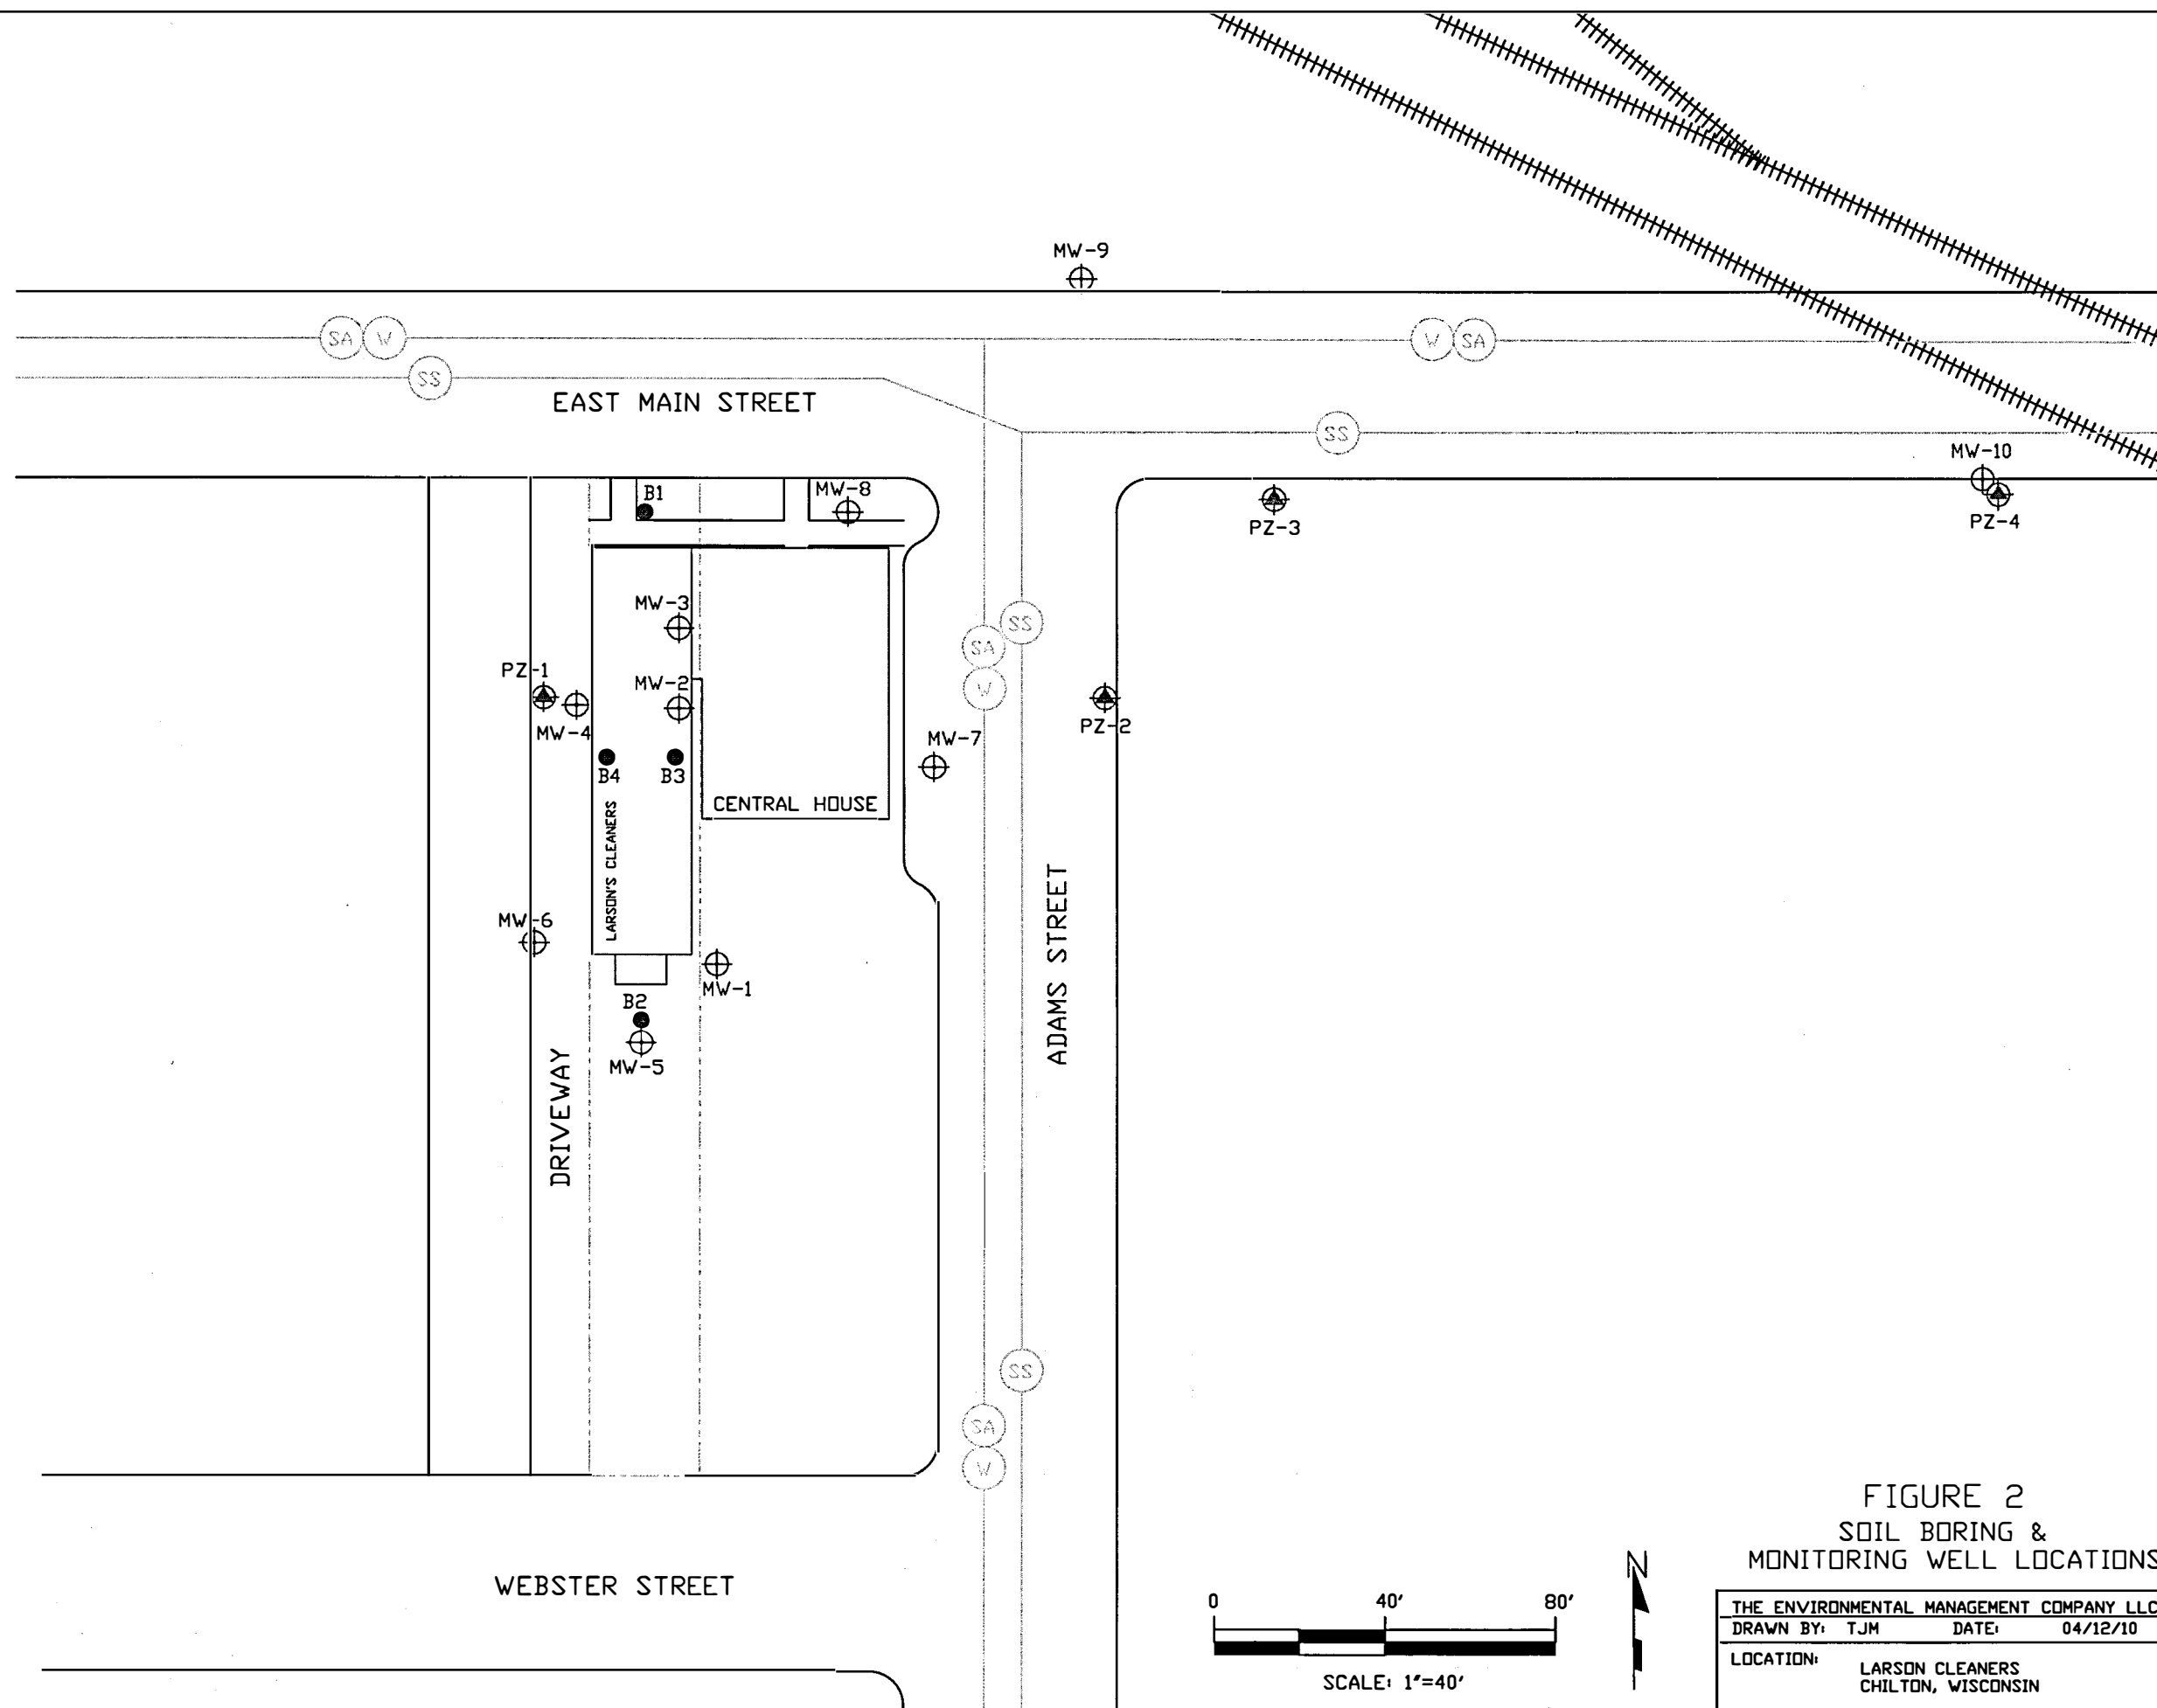 MW-9
SA W
W SA
SS
EAST MAIN STREET
SS
MW-10
B1
MW-8
PZ-3
PZ-4
MW-3
SS
SA
PZ-1
MW-2
W
MW-4
PZ-2
MW-7
B4
B3
CENTRAL HOUSE
LARSON'S CLEANERS
ADAMS STREET
MW-6
MW-1
B2
MW-5
DRIVEWAY
SS
SA
W
FIGURE 2
SOIL BORING &
MONITORING WELL LOCATIONS
N
WEBSTER STREET
0 40' 80'
SCALE: 1"=40'
THE ENVIRONMENTAL MANAGEMENT COMPANY LLC
DRAWN BY: TJM DATE: 04/12/10
LOCATION:
LARSON CLEANERS
CHILTON, WISCONSIN